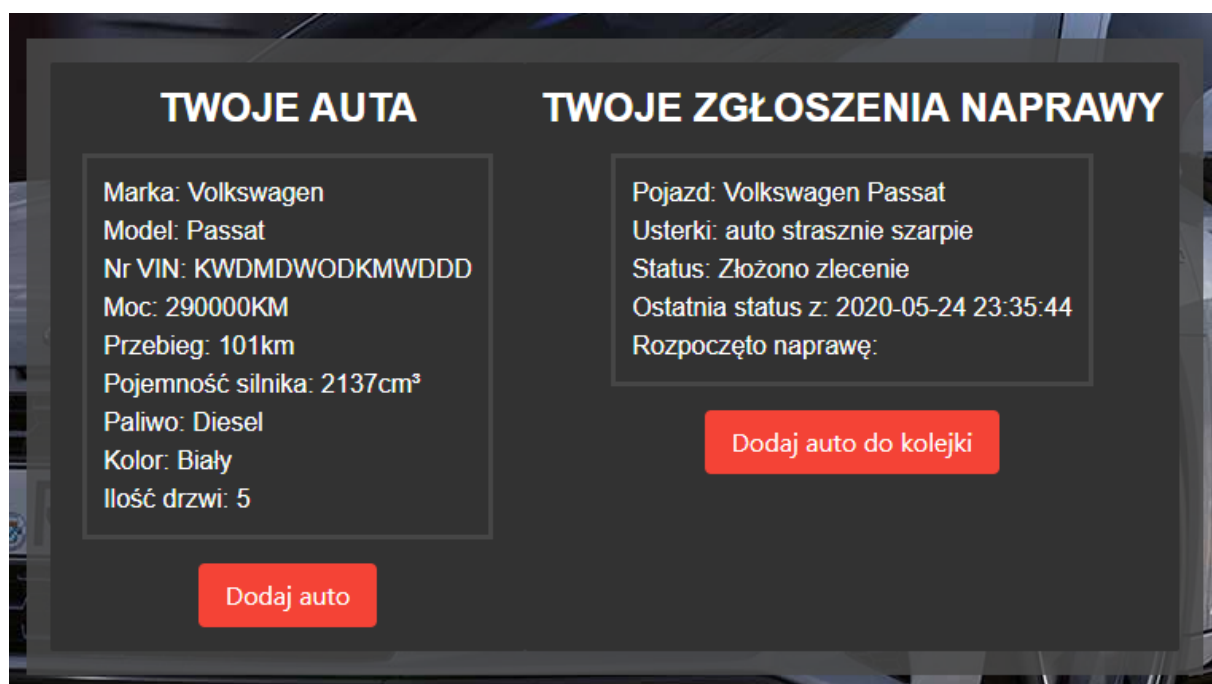 TWOJE AUTA
Marka: Volkswagen
Model: Passat
Nr VIN: KWDMDWODKMWDDD
Moc: 290000KM
Przebieg: 101km
Pojemność silnika: 2137cm³
Paliwo: Diesel
Kolor: Biały
Ilość drzwi: 5
Dodaj auto
TWOJE ZGŁOSZENIA NAPRAWY
Pojazd: Volkswagen Passat
Usterki: auto strasznie szarpie
Status: Złożono zlecenie
Ostatnia status z: 2020-05-24 23:35:44
Rozpoczęto naprawę:
Dodaj auto do kolejki